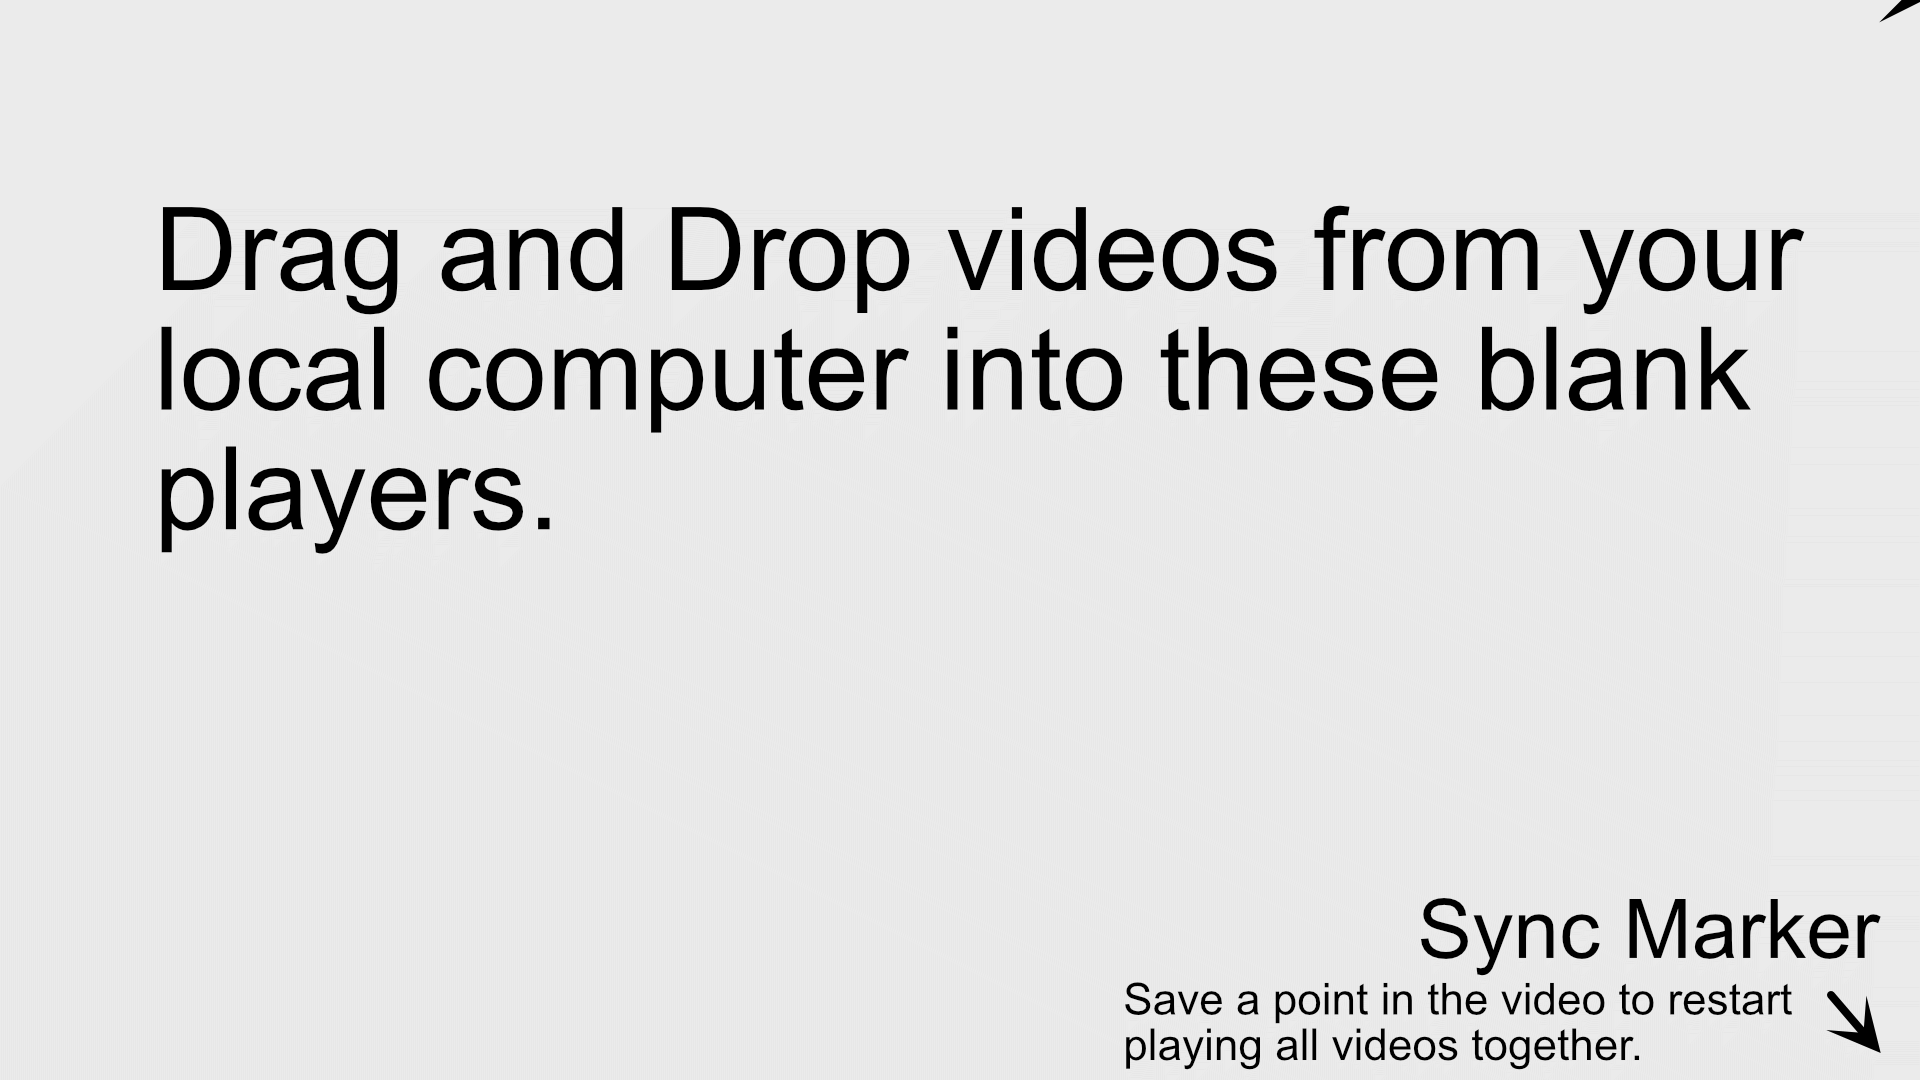 Drag and Drop videos from your
local computer into these blank
players.
Sync Marker
Save a point in the video to restart
playing all videos together.